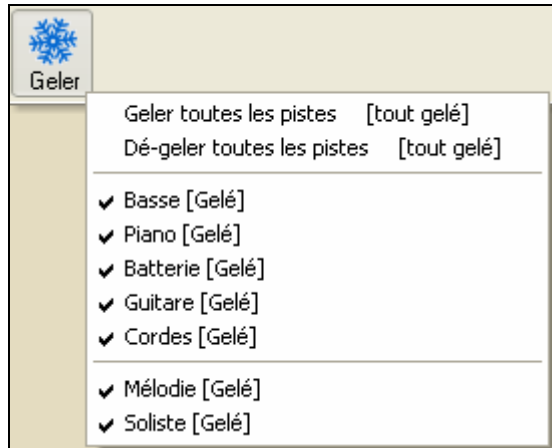 Geler
Geler toutes les pistes [tout gelé]
Dé-geler toutes les pistes [tout gelé]
Basse [Gelé]
Piano [Gelé]
Batterie [Gelé]
Guitare [Gelé]
Cordes [Gelé]
Mélodie [Gelé]
Soliste [Gelé]